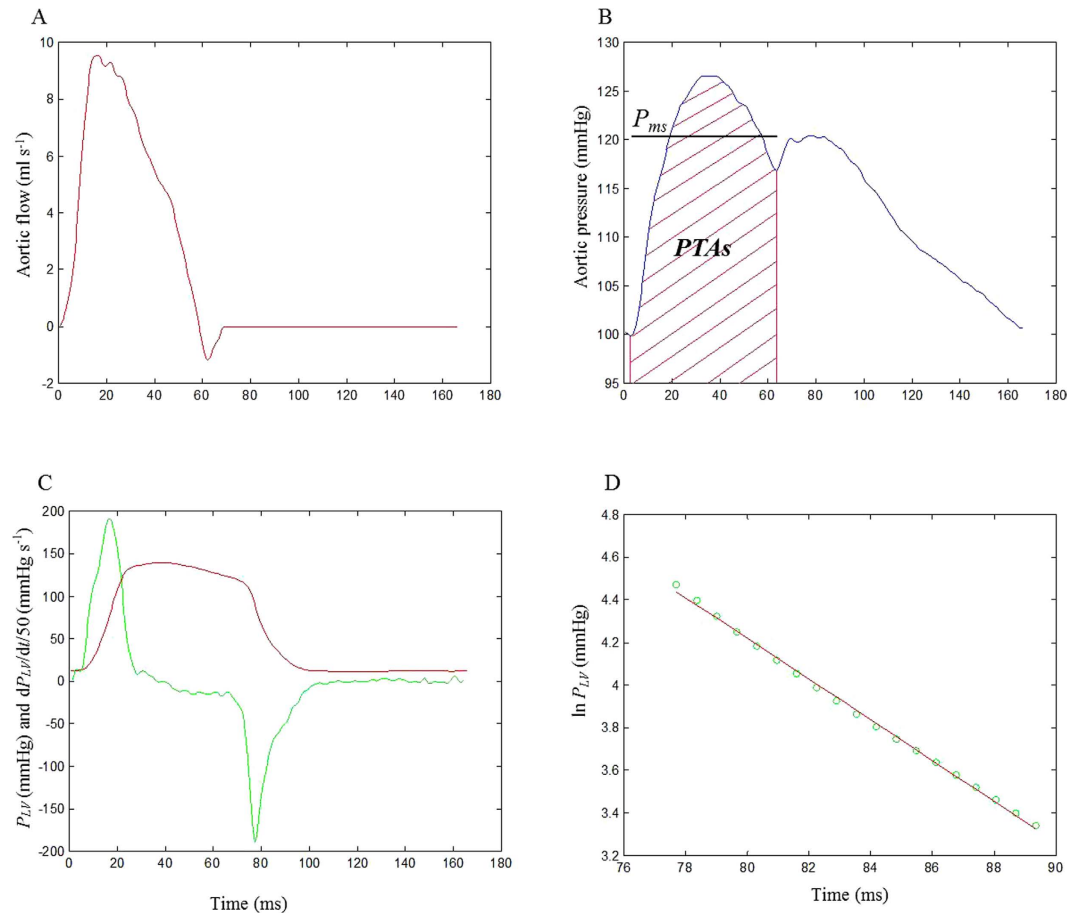 A
Aortic flow (ml s⁻¹)
10
8
6
4
2
0
-2
0 20 40 60 80 100 120 140 160 180
B
Aortic pressure (mmHg)
130
125
120
115
110
105
100
95
P_ms
PTAs
0 20 40 60 80 100 120 140 160 180
C
P_LV (mmHg) and dP_LV/dt/50 (mmHg s⁻¹)
200
150
100
50
0
-50
-100
-150
-200
0 20 40 60 80 100 120 140 160 180
Time (ms)
D
ln P_LV (mmHg)
4.8
4.4
4.2
4
3.8
3.6
3.4
3.2
76 78 80 82 84 86 88 90
Time (ms)